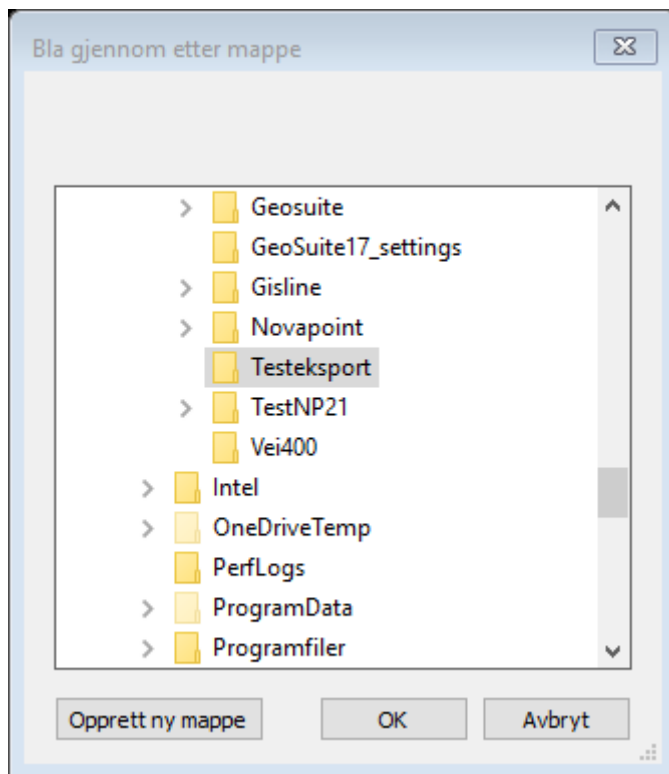 Bla gjennom etter mappe
Geosuite
GeoSuite17_settings
Gisline
Novapoint
Testeksport
TestNP21
Vei400
Intel
OneDriveTemp
PerfLogs
ProgramData
Programfiler
Opprett ny mappe OK Avbryt